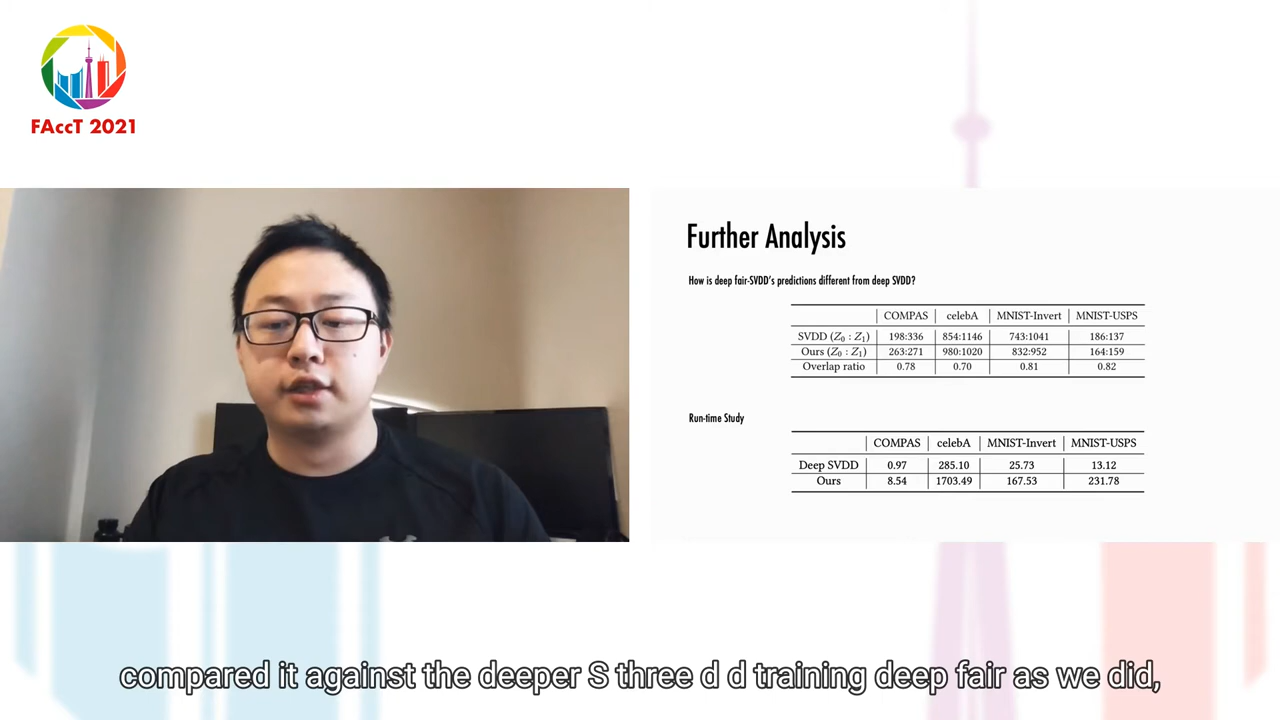 FAccT 2021
Further Analysis
How is deep fair-SVDD's predictions different from deep SVDD?
COMPAS celebA MNIST-Invert MNIST-USPS
SVDD (Z₀ : Z₁) 198:336 854:1146 743:1041 186:137
Ours (Z₀ : Z₁) 263:271 980:1020 832:952 164:159
Overlap ratio 0.78 0.70 0.81 0.82
Run-time Study
COMPAS celebA MNIST-Invert MNIST-USPS
Deep SVDD 0.97 285.10 25.73 13.12
Ours 8.54 1703.49 167.53 231.78
compared it against the deeper S three d d training deep fair as we did,